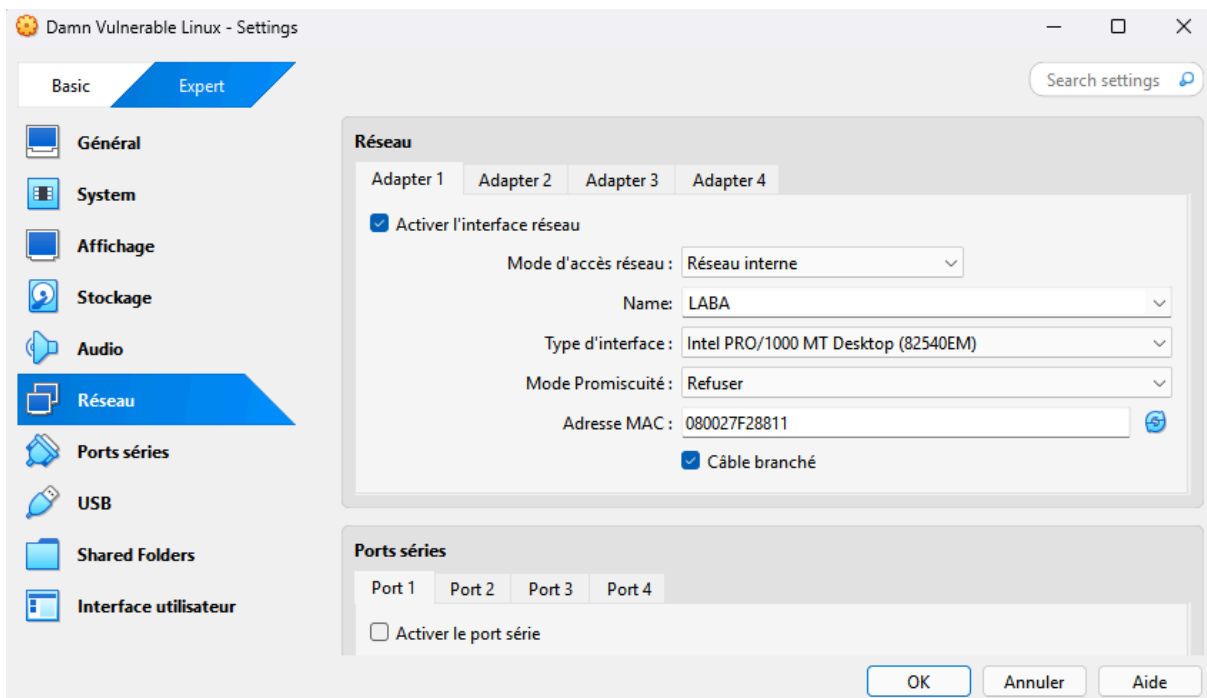 Damn Vulnerable Linux - Settings
Basic
Expert
Search settings
Général
System
Affichage
Stockage
Audio
Réseau
Ports séries
USB
Shared Folders
Interface utilisateur
Réseau
Adapter 1
Adapter 2
Adapter 3
Adapter 4
Activer l'interface réseau
Mode d'accès réseau : Réseau interne
Name: LABA
Type d'interface : Intel PRO/1000 MT Desktop (82540EM)
Mode Promiscuité : Refuser
Adresse MAC : 080027F28811
Câble branché
Ports séries
Port 1
Port 2
Port 3
Port 4
Activer le port série
OK
Annuler
Aide